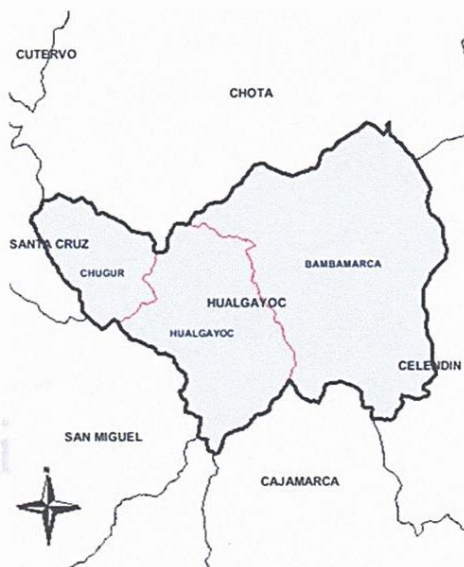 CUTERVO
CHOTA
SANTA CRUZ
CHUGUR
BAMBAMARCA
HUALGAYOC
HUALGAYOC
CELENDIN
SAN MIGUEL
CAJAMARCA
N